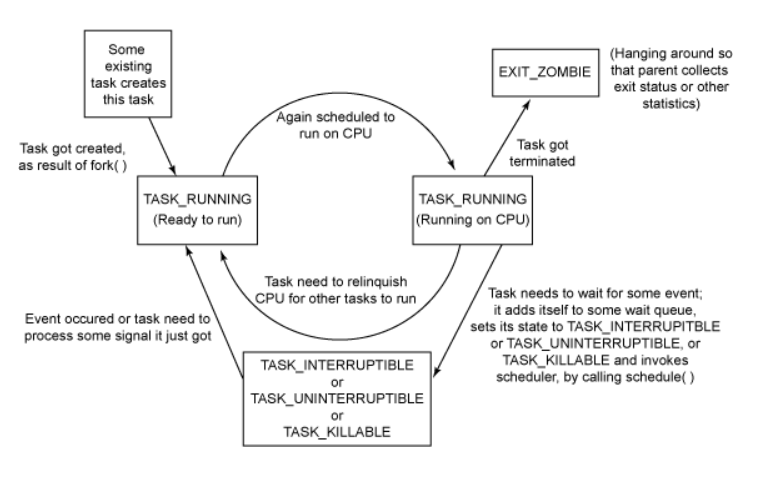 Some
existing
task creates
this task
EXIT_ZOMBIE
(Hanging around so
that parent collects
exit status or other
statistics)
Again scheduled to
run on CPU
Task got created,
as result of fork( )
Task got
terminated
TASK_RUNNING
(Ready to run)
TASK_RUNNING
(Running on CPU)
Task need to relinquish
CPU for other tasks to run
Event occured or task need to
process some signal it just got
Task needs to wait for some event;
it adds itself to some wait queue,
sets its state to TASK_INTERRUPITBLE
or TASK_UNINTERRUPTIBLE, or
TASK_KILLABLE and invokes
scheduler, by calling schedule( )
TASK_INTERRUPTIBLE
or
TASK_UNINTERRUPTIBLE
or
TASK_KILLABLE